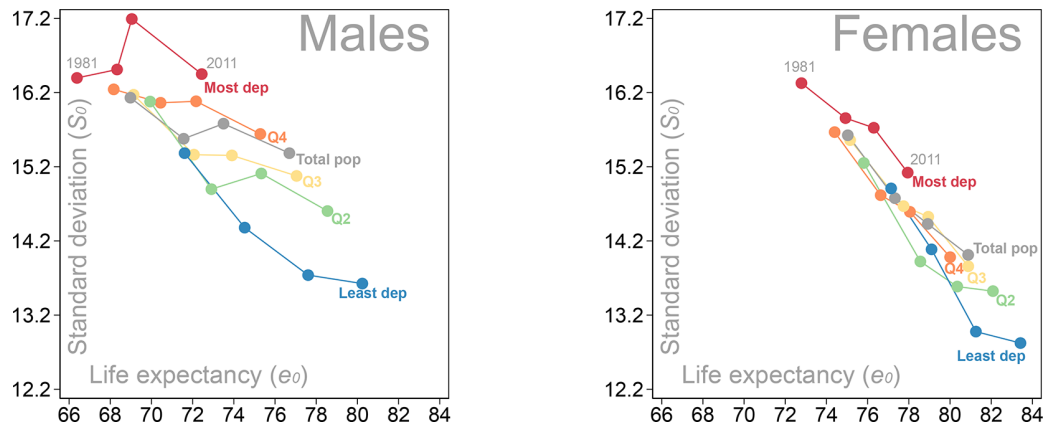 Males
17.2
16.2
15.2
14.2
13.2
12.2
Standard deviation (S₀)
1981
2011
Most dep
Q4
Total pop
Q3
Q2
Least dep
Life expectancy (e₀)
66 68 70 72 74 76 78 80 82 84
Females
17.2
16.2
15.2
14.2
13.2
12.2
Standard deviation (S₀)
1981
2011
Most dep
Total pop
Q4
Q3
Q2
Least dep
Life expectancy (e₀)
66 68 70 72 74 76 78 80 82 84